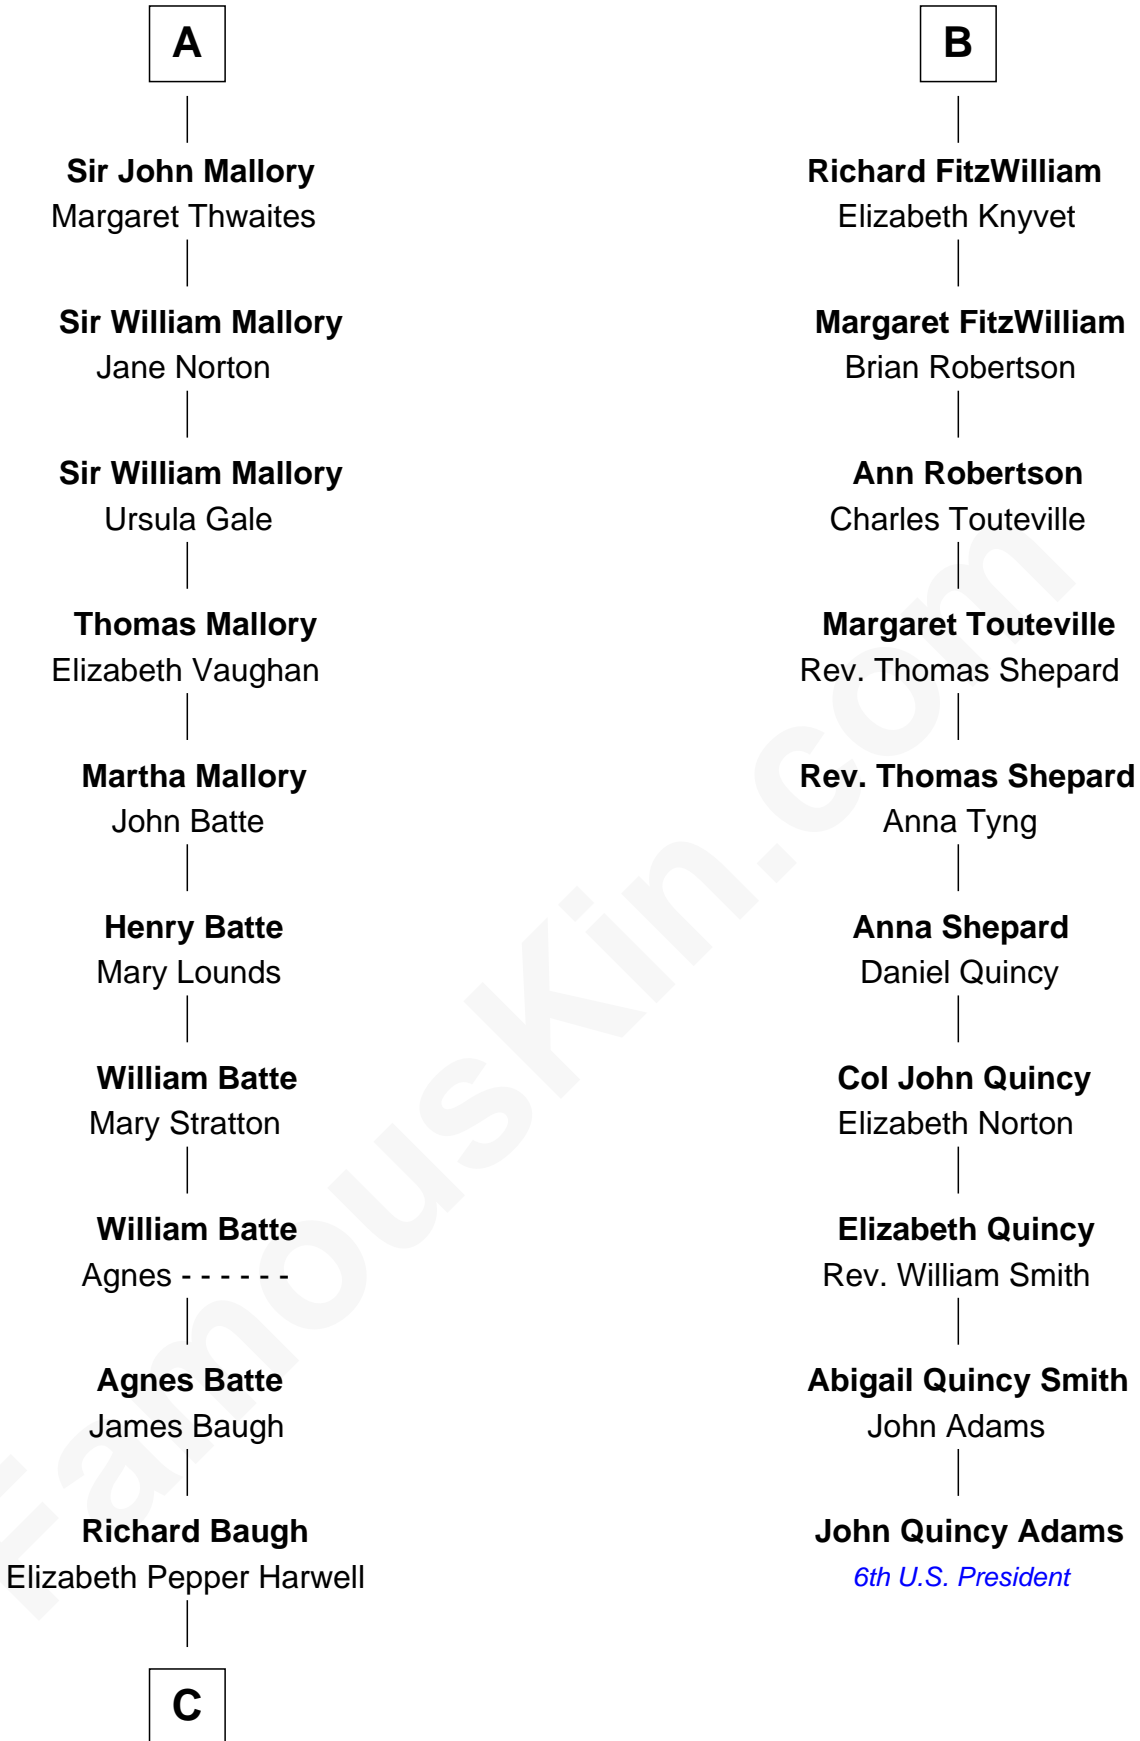 A
Sir John Mallory
Margaret Thwaites
Sir William Mallory
Jane Norton
Sir William Mallory
Ursula Gale
Thomas Mallory
Elizabeth Vaughan
Martha Mallory
John Batte
Henry Batte
Mary Lounds
William Batte
Mary Stratton
William Batte
Agnes - - - - - -
Agnes Batte
James Baugh
Richard Baugh
Elizabeth Pepper Harwell
C
B
Richard FitzWilliam
Elizabeth Knyvet
Margaret FitzWilliam
Brian Robertson
Ann Robertson
Charles Touteville
Margaret Touteville
Rev. Thomas Shepard
Rev. Thomas Shepard
Anna Tyng
Anna Shepard
Daniel Quincy
Col John Quincy
Elizabeth Norton
Elizabeth Quincy
Rev. William Smith
Abigail Quincy Smith
John Adams
John Quincy Adams
6th U.S. President
FamousKin.com